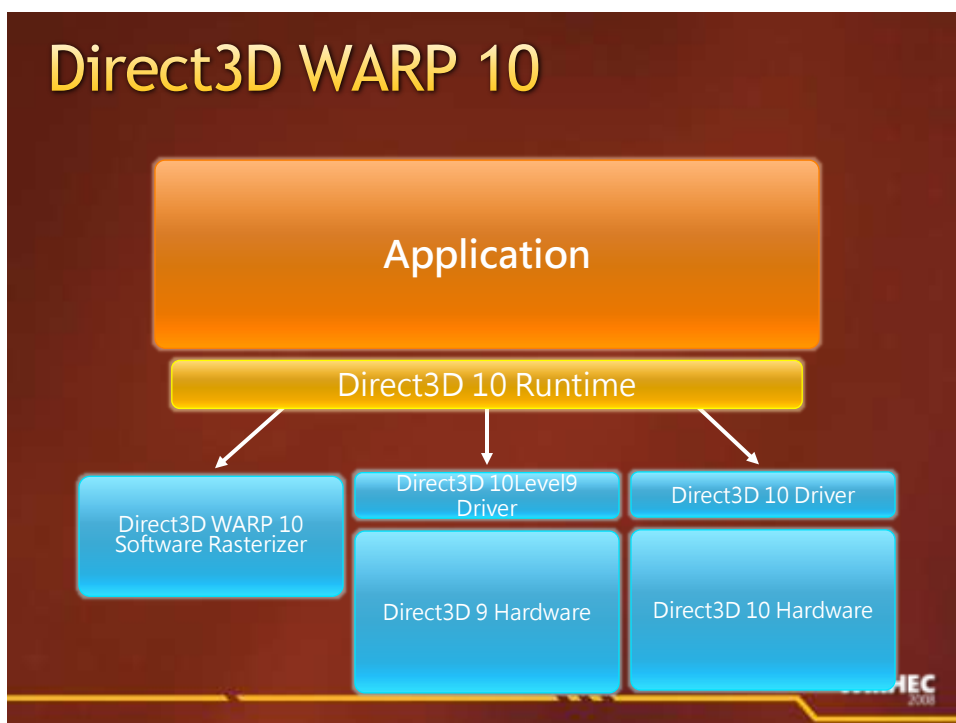 Direct3D WARP 10
Application
Direct3D 10 Runtime
Direct3D WARP 10
Software Rasterizer
Direct3D 10Level9
Driver
Direct3D 10 Driver
Direct3D 9 Hardware
Direct3D 10 Hardware
2008